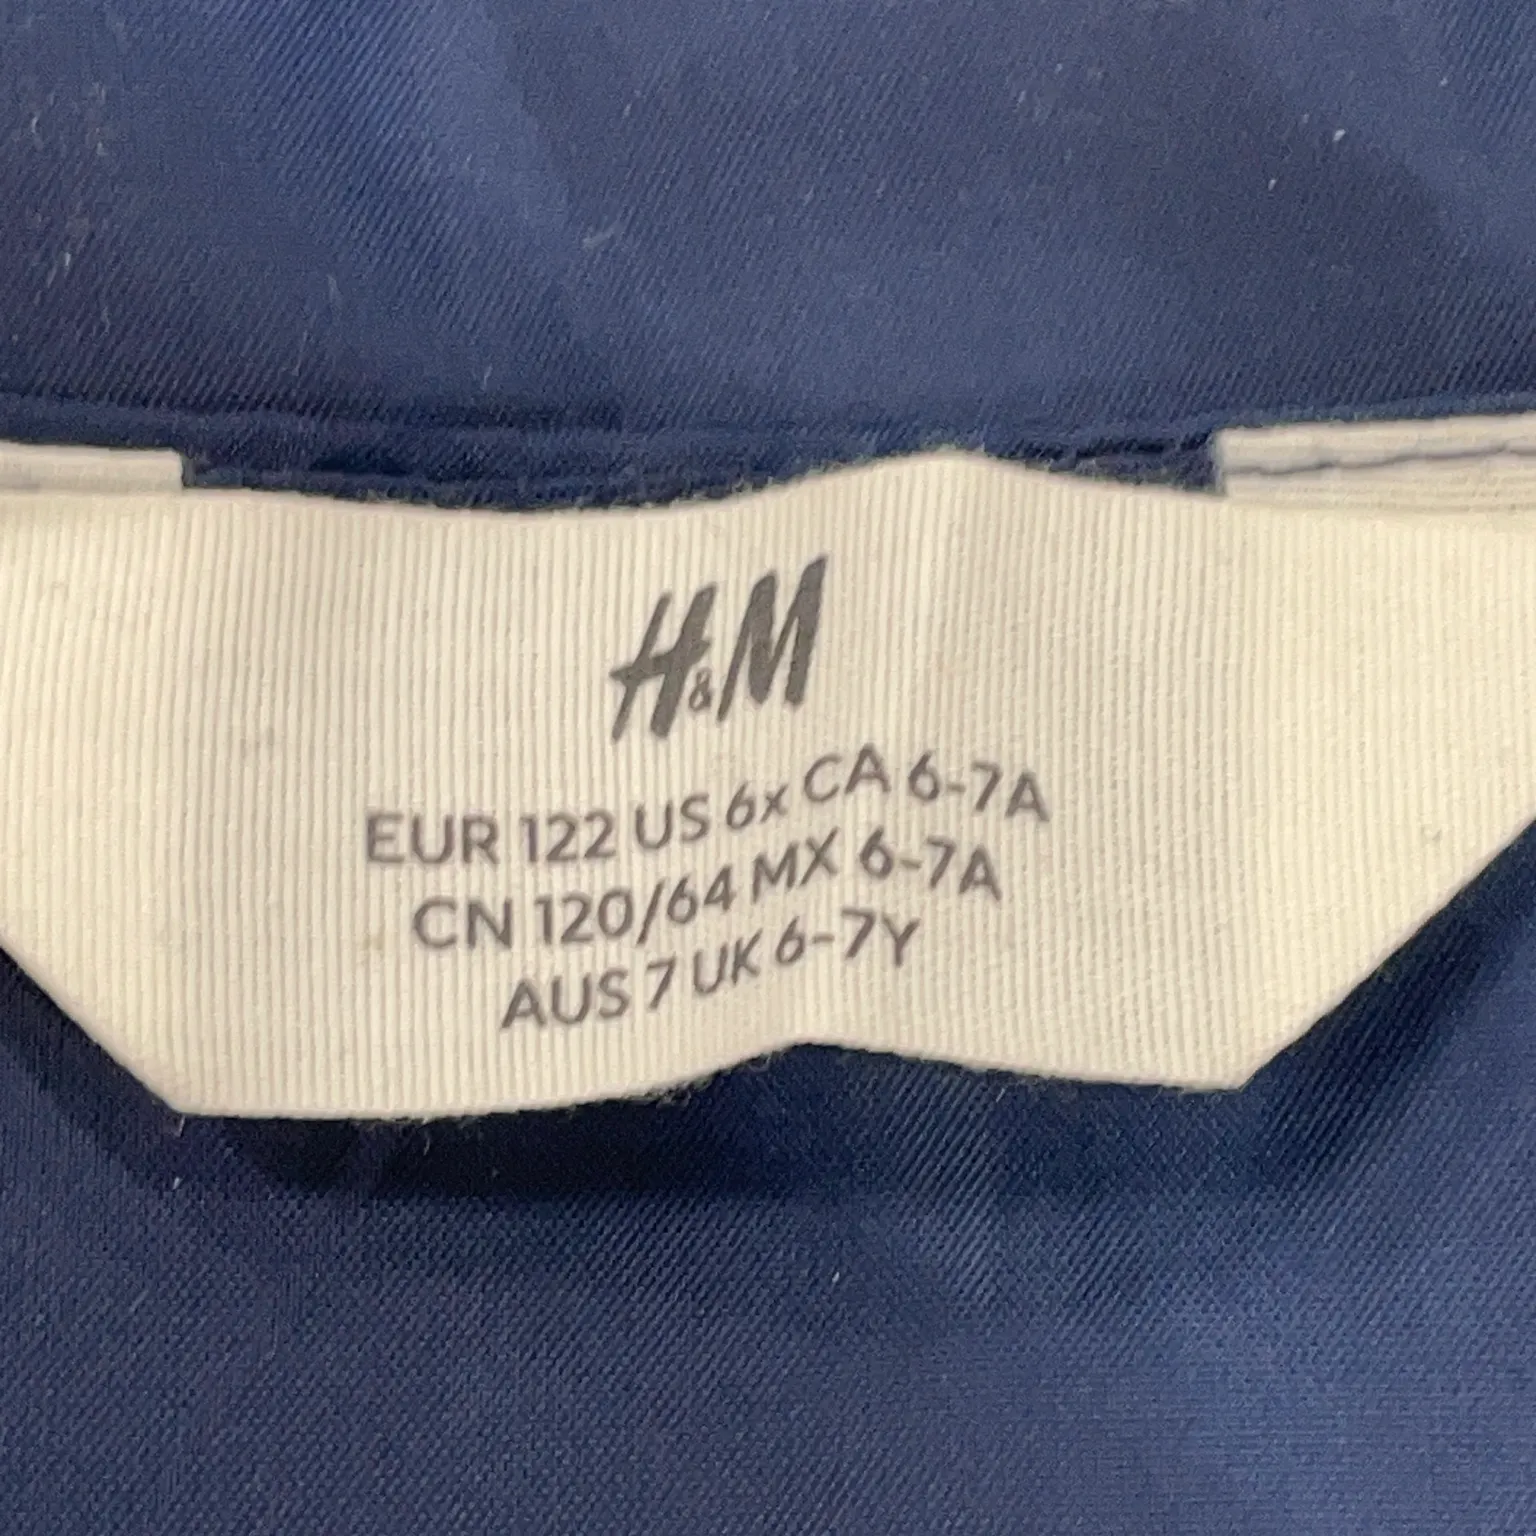 H&M
EUR 122 US 6x CA 6-7A
CN 120/64 MX 6-7A
AUS 7 UK 6-7Y